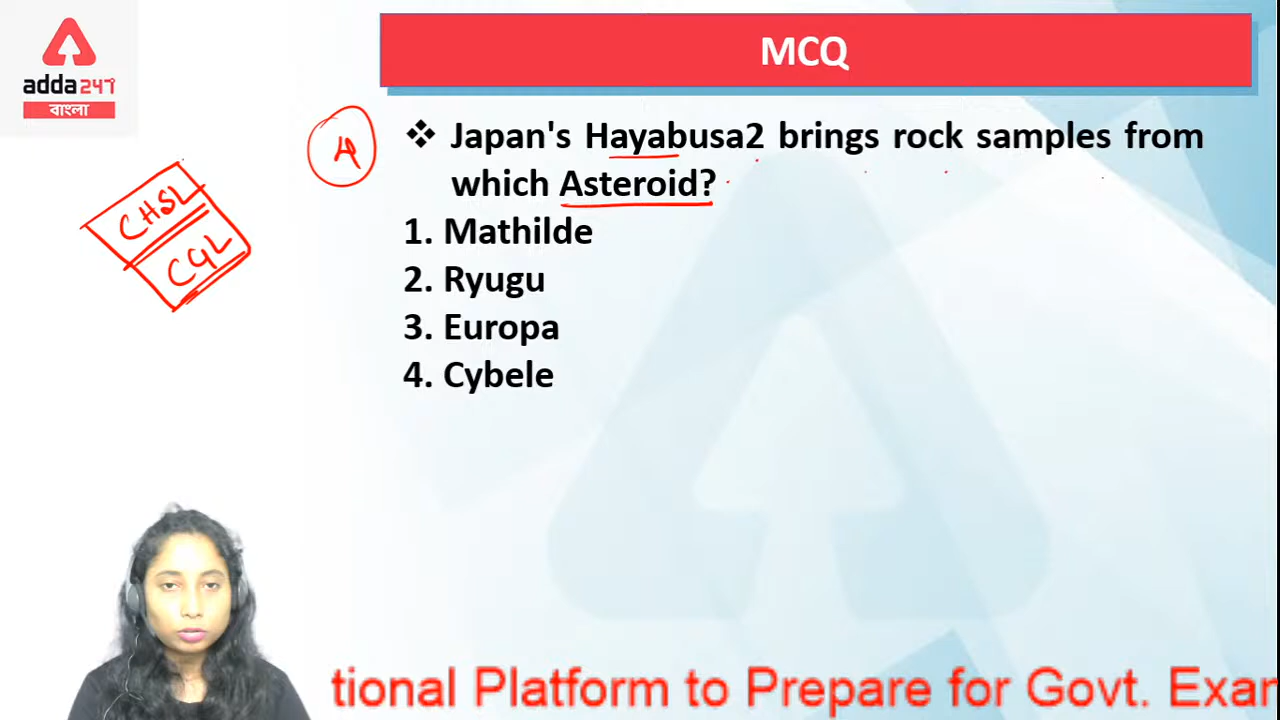 adda247
বাংলা
MCQ
4
❖ Japan's Hayabusa2 brings rock samples from
which Asteroid?
1. Mathilde
2. Ryugu
3. Europa
4. Cybele
CHSL
CGL
tional Platform to Prepare for Govt. Exar